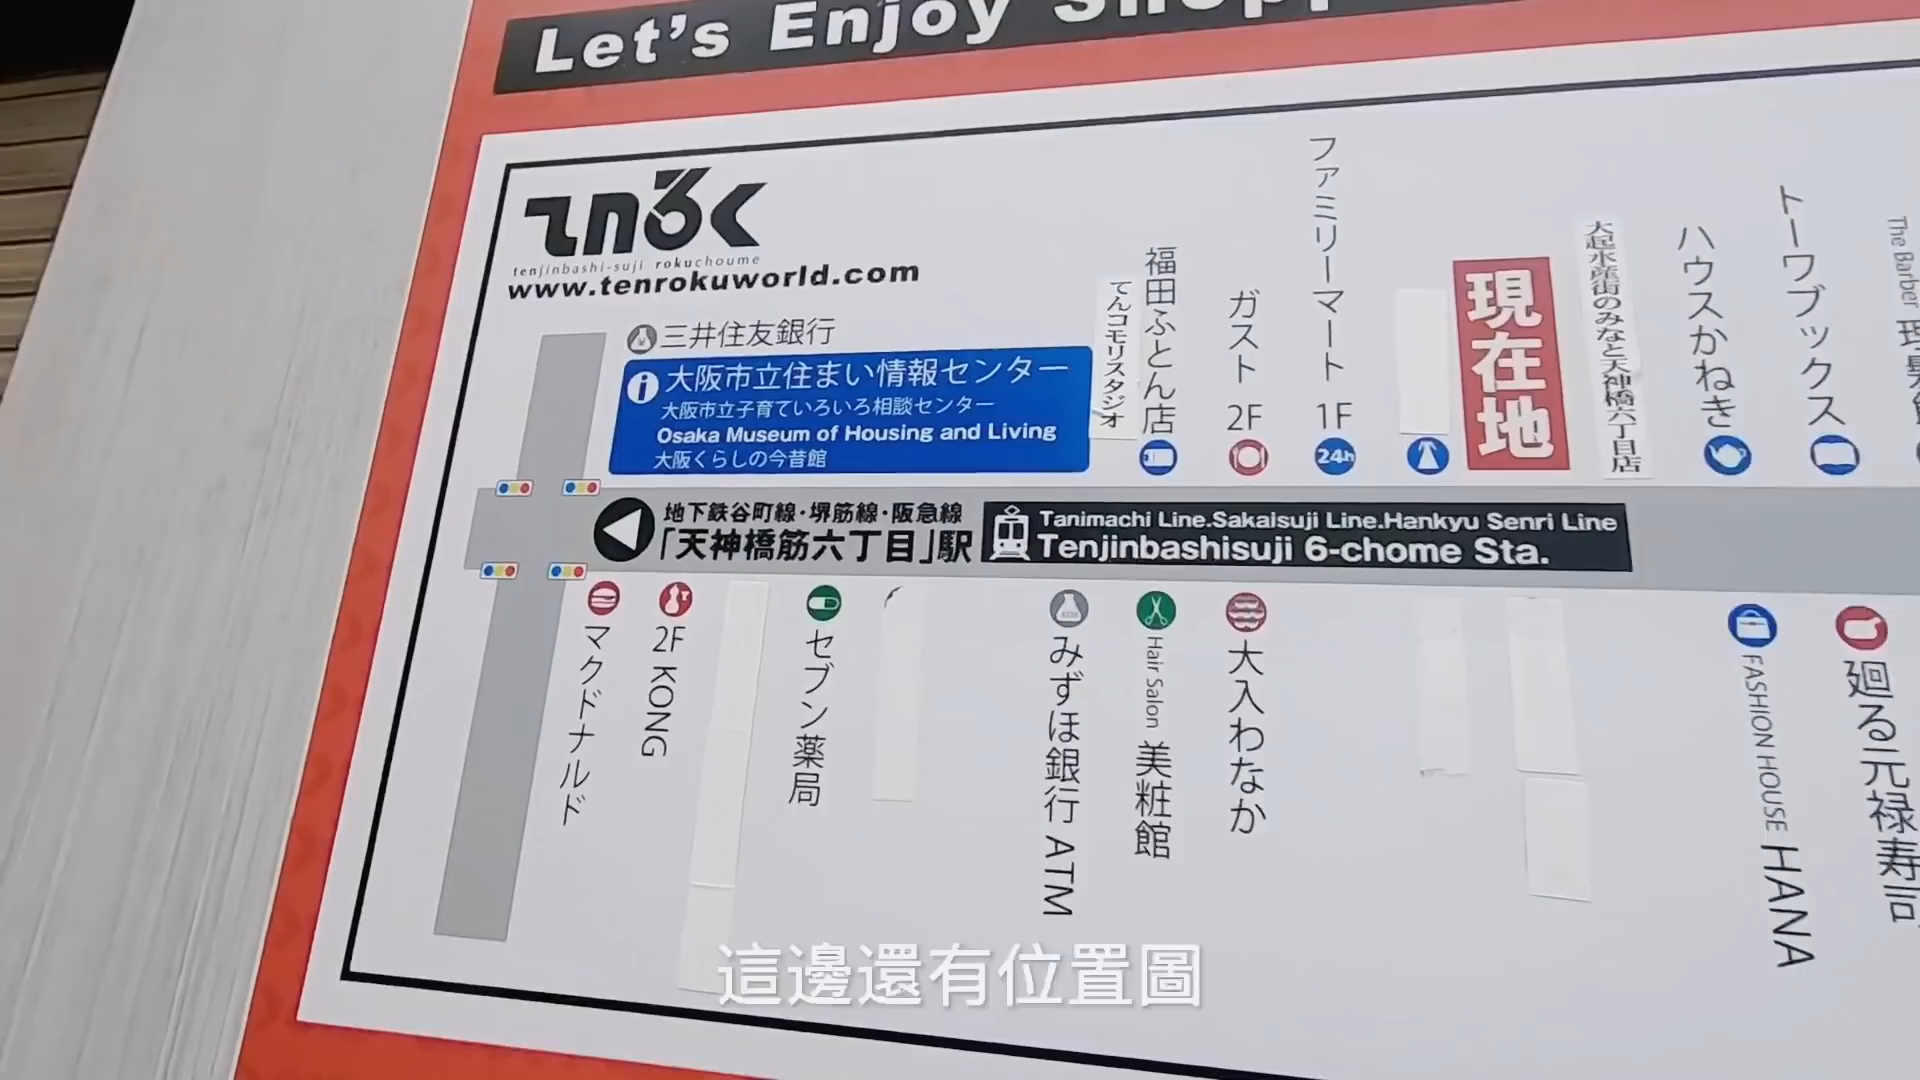 Let's Enjoy
tenjinbashi-suji rokuchoume
www.tenrokuworld.com
三井住友銀行
大阪市立住まい情報センター
大阪市立子育ていろいろ相談センター
Osaka Museum of Housing and Living
大阪くらしの今昔館
てんコモリスタジオ
福田ふとん店
ガスト 2F
ファミリーマート 1F
24h
現在地
大起水産街のみなと天神橋六丁目店
ハウスかねき
トーワブックス
The Barber
地下鉄谷町線・堺筋線・阪急線
「天神橋筋六丁目」駅
Tanimachi Line.Sakaisuji Line.Hankyu Senri Line
Tenjinbashisuji 6-chome Sta.
マクドナルド
2F KONG
セブン薬局
みずほ銀行 ATM
Hair Salon 美粧館
大入わなか
FASHION HOUSE HANA
廻る元禄寿司
這邊還有位置圖